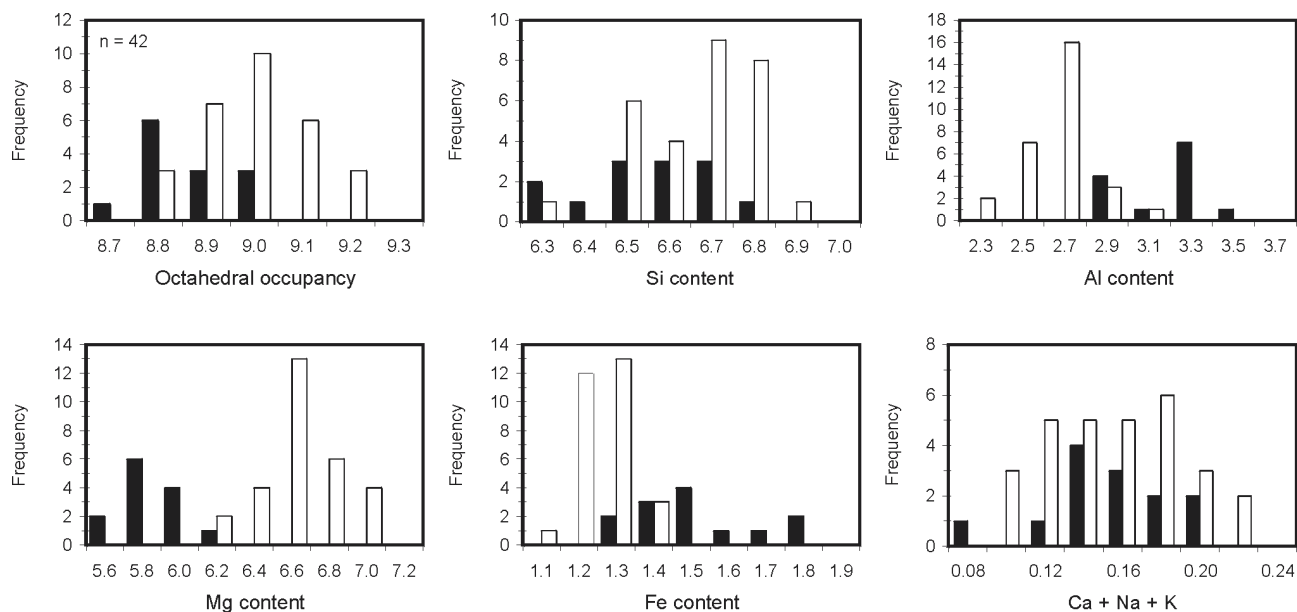 12
10
8
6
4
2
0
Frequency
n = 42
8.7 8.8 8.9 9.0 9.1 9.2 9.3
Octahedral occupancy
10
8
6
4
2
0
Frequency
6.3 6.4 6.5 6.6 6.7 6.8 6.9 7.0
Si content
18
16
14
12
10
8
6
4
2
0
Frequency
2.3 2.5 2.7 2.9 3.1 3.3 3.5 3.7
Al content
14
12
10
8
6
4
2
0
Frequency
5.6 5.8 6.0 6.2 6.4 6.6 6.8 7.0 7.2
Mg content
14
12
10
8
6
4
2
0
Frequency
1.1 1.2 1.3 1.4 1.5 1.6 1.7 1.8 1.9
Fe content
8
6
4
2
0
Frequency
0.08 0.12 0.16 0.20 0.24
Ca + Na + K